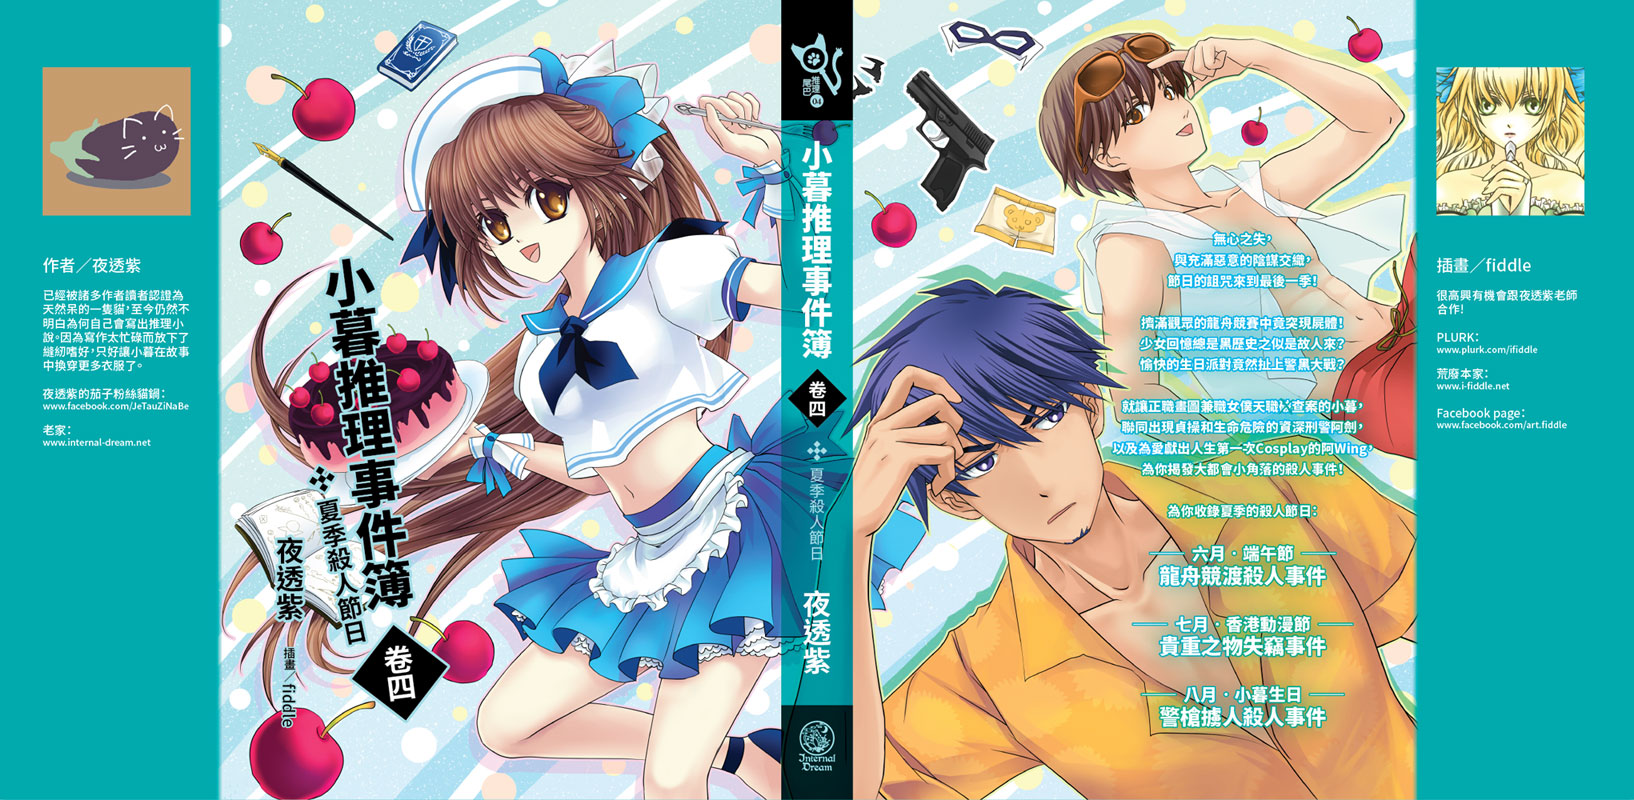 作者／夜透紫
已經被諸多作者讀者認證為
天然呆的一隻貓，至今仍然不
明白為何自己會寫出推理小
說。因為寫作太忙碌而放下了
縫紉嗜好，只好讓小暮在故事
中換穿更多衣服了。
夜透紫的茄子粉絲貓鍋：
www.facebook.com/JeTauZiNaBe
老家：
www.internal-dream.net
小暮推理事件簿
夏季殺人節日
夜透紫
插畫／fiddle
卷四
推理
尾巴
04
小暮推理事件簿
卷四
夏季殺人節日
夜透紫
Internal
Dream
無心之失，
與充滿惡意的陰謀交織，
節日的詛咒來到最後一季！
擠滿觀眾的龍舟競賽中竟突現屍體！
少女回憶總是黑歷史之似是故人來？
愉快的生日派對竟然扯上警黑大戰？
就讓正職畫圖兼職女僕天職查案的小暮，
聯同出現貞操和生命危險的資深刑警阿劍，
以及為愛獻出人生第一次Cosplay的阿Wing，
為你揭發大都會小角落的殺人事件！
為你收錄夏季的殺人節日：
六月・端午節
龍舟競渡殺人事件
七月・香港動漫節
貴重之物失竊事件
八月・小暮生日
警槍擄人殺人事件
插畫／fiddle
很高興有機會跟夜透紫老師
合作！
PLURK：
www.plurk.com/ifiddle
荒廢本家：
www.i-fiddle.net
Facebook page：
www.facebook.com/art.fiddle